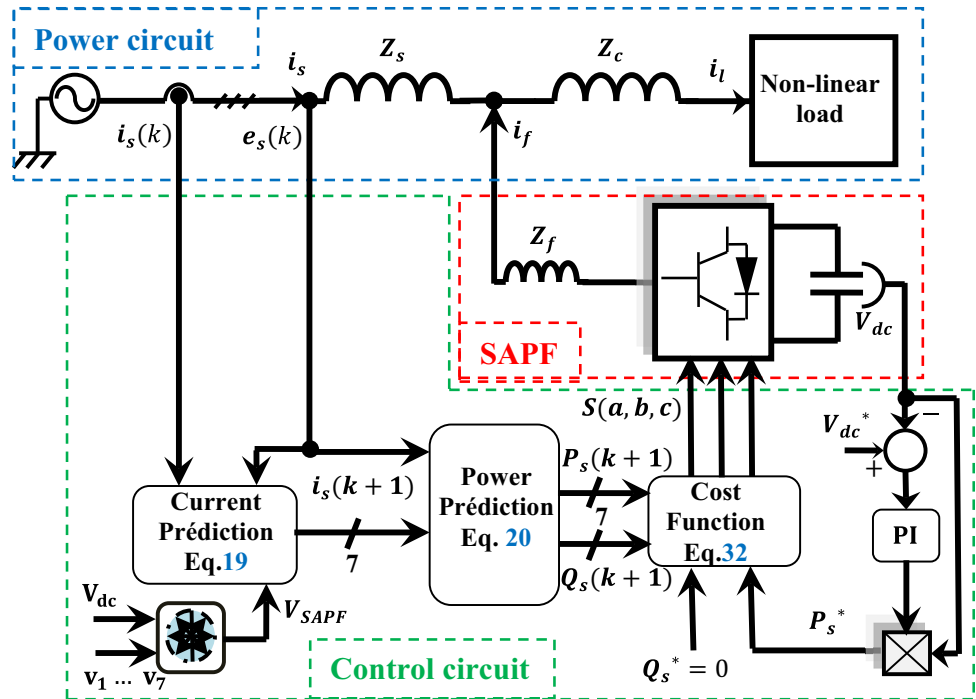 Power circuit
i_s
Z_s
Z_c
i_l
Non-linear
load
i_s(k)
e_s(k)
i_f
Z_f
V_dc
SAPF
S(a, b, c)
V_dc*
−
+
i_s(k + 1)
Power
Prédiction
Eq. 20
P_s(k+1)
7
Q_s(k+1)
7
Cost
Function
Eq.32
PI
Current
Prédiction
Eq.19
7
V_dc
V_SAPF
v_1 ... v_7
P_s*
Q_s* = 0
Control circuit